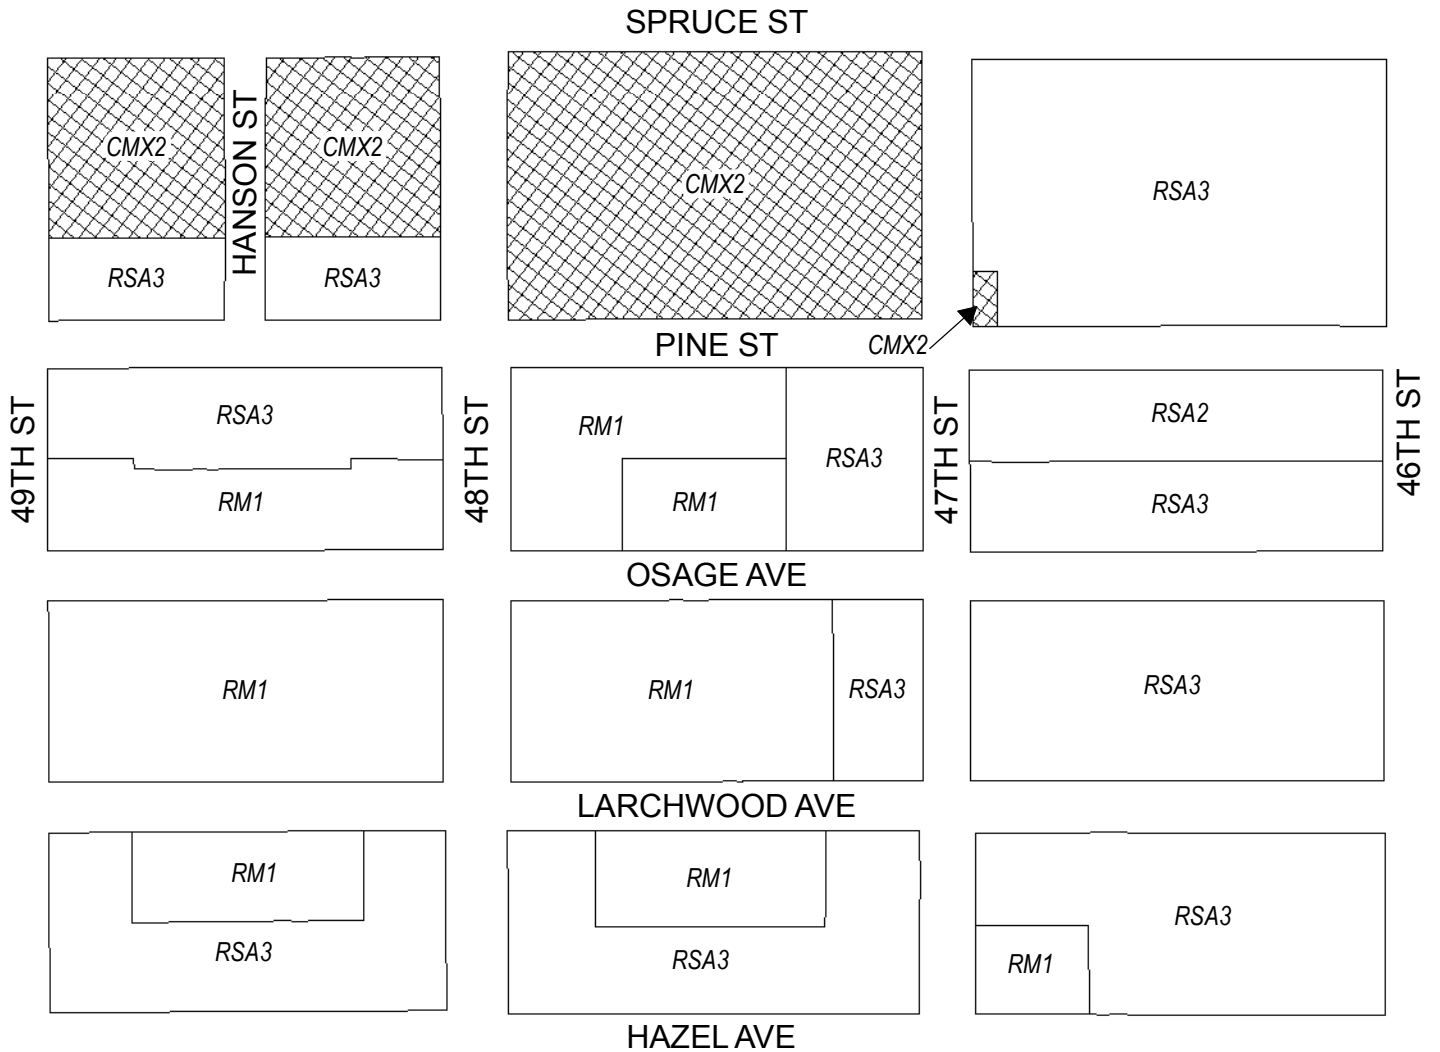 SPRUCE ST
CMX2
HANSON ST
CMX2
CMX2
RSA3
RSA3
RSA3
PINE ST
CMX2
49TH ST
RSA3
RM1
48TH ST
RM1
RM1
RSA3
47TH ST
RSA2
RSA3
46TH ST
OSAGE AVE
RM1
RM1
RSA3
RSA3
LARCHWOOD AVE
RM1
RSA3
RM1
RSA3
RSA3
RM1
HAZEL AVE